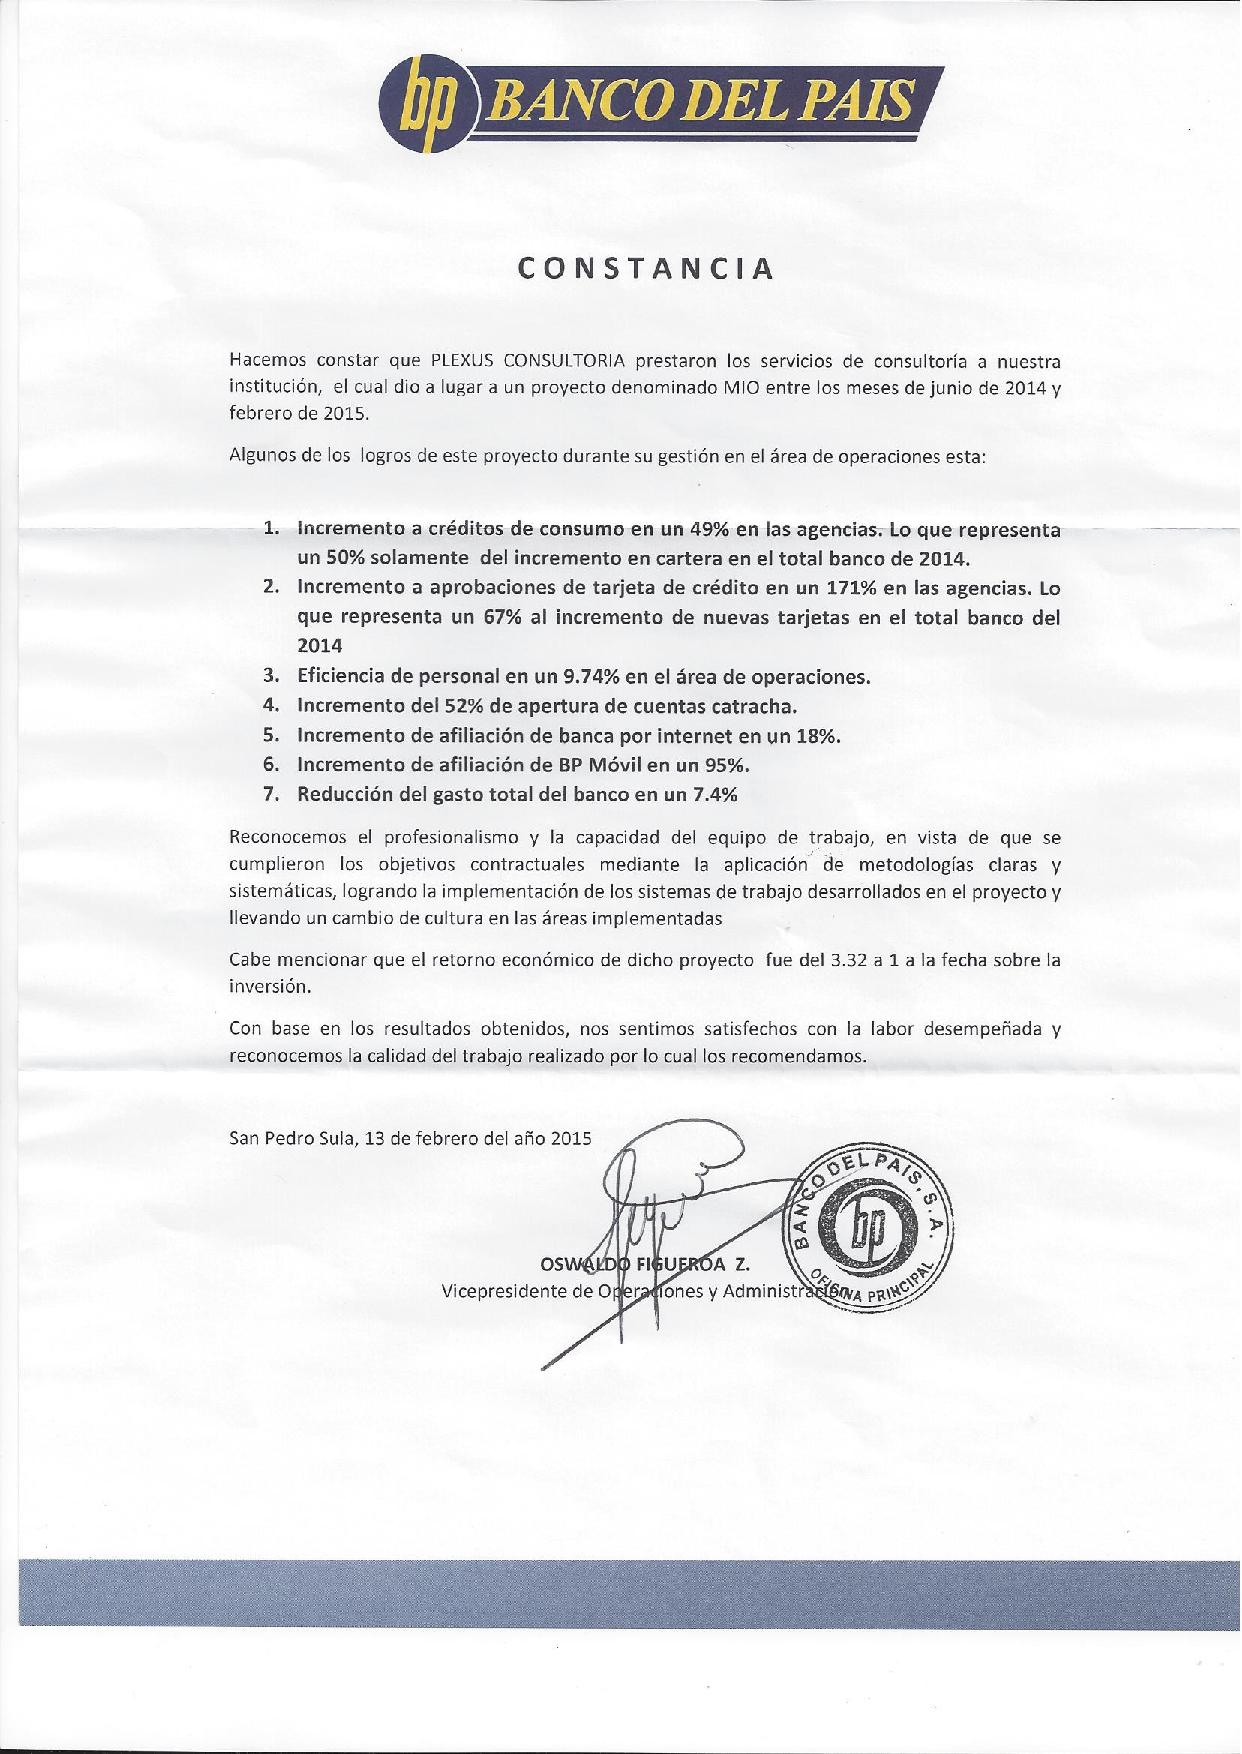 bp BANCO DEL PAIS
CONSTANCIA
Hacemos constar que PLEXUS CONSULTORIA prestaron los servicios de consultoría a nuestra
institución, el cual dio a lugar a un proyecto denominado MIO entre los meses de junio de 2014 y
febrero de 2015.
Algunos de los logros de este proyecto durante su gestión en el área de operaciones esta:
1. Incremento a créditos de consumo en un 49% en las agencias. Lo que representa
un 50% solamente del incremento en cartera en el total banco de 2014.
2. Incremento a aprobaciones de tarjeta de crédito en un 171% en las agencias. Lo
que representa un 67% al incremento de nuevas tarjetas en el total banco del
2014
3. Eficiencia de personal en un 9.74% en el área de operaciones.
4. Incremento del 52% de apertura de cuentas catracha.
5. Incremento de afiliación de banca por internet en un 18%.
6. Incremento de afiliación de BP Móvil en un 95%.
7. Reducción del gasto total del banco en un 7.4%
Reconocemos el profesionalismo y la capacidad del equipo de trabajo, en vista de que se
cumplieron los objetivos contractuales mediante la aplicación de metodologías claras y
sistemáticas, logrando la implementación de los sistemas de trabajo desarrollados en el proyecto y
llevando un cambio de cultura en las áreas implementadas
Cabe mencionar que el retorno económico de dicho proyecto fue del 3.32 a 1 a la fecha sobre la
inversión.
Con base en los resultados obtenidos, nos sentimos satisfechos con la labor desempeñada y
reconocemos la calidad del trabajo realizado por lo cual los recomendamos.
San Pedro Sula, 13 de febrero del año 2015
BANCO DEL PAIS, S.A.
bp
OFICINA PRINCIPAL
OSWALDO FIGUEROA Z.
Vicepresidente de Operaciones y Administración